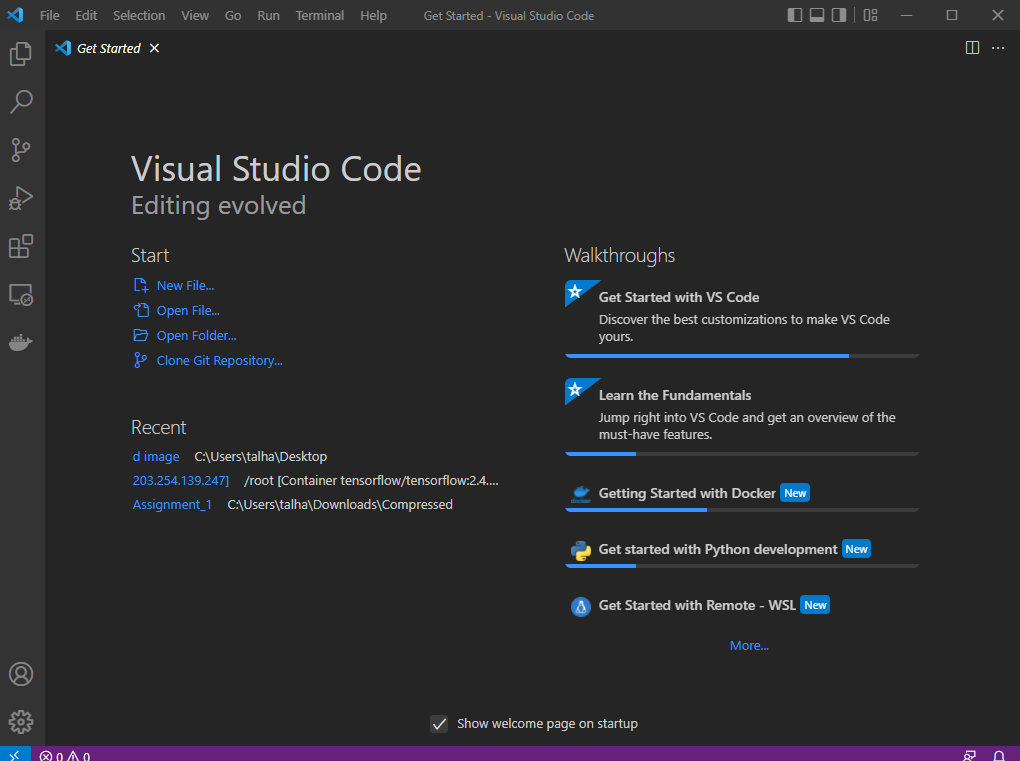 File Edit Selection View Go Run Terminal Help Get Started - Visual Studio Code
Get Started
Visual Studio Code
Editing evolved
Start
New File...
Open File...
Open Folder...
Clone Git Repository...
Recent
d image C:\Users\talha\Desktop
203.254.139.247] /root [Container tensorflow/tensorflow:2.4....
Assignment_1 C:\Users\talha\Downloads\Compressed
Walkthroughs
Get Started with VS Code
Discover the best customizations to make VS Code
yours.
Learn the Fundamentals
Jump right into VS Code and get an overview of the
must-have features.
Getting Started with Docker New
Get started with Python development New
Get Started with Remote - WSL New
More...
Show welcome page on startup
0 0